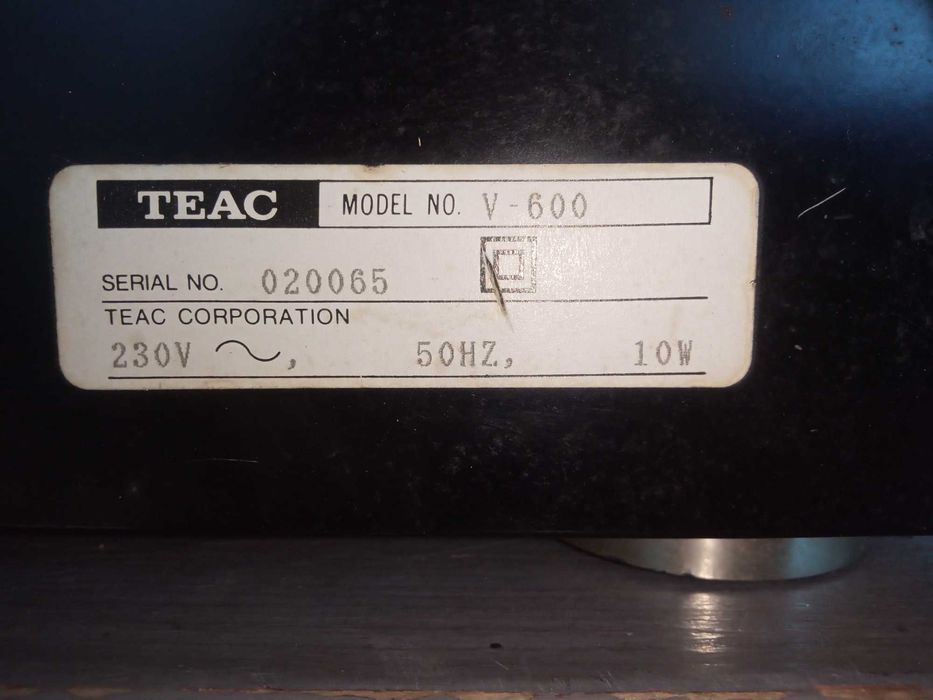 TEAC MODEL NO. V-600
SERIAL NO. 020065
TEAC CORPORATION
230V ~, 50HZ, 10W